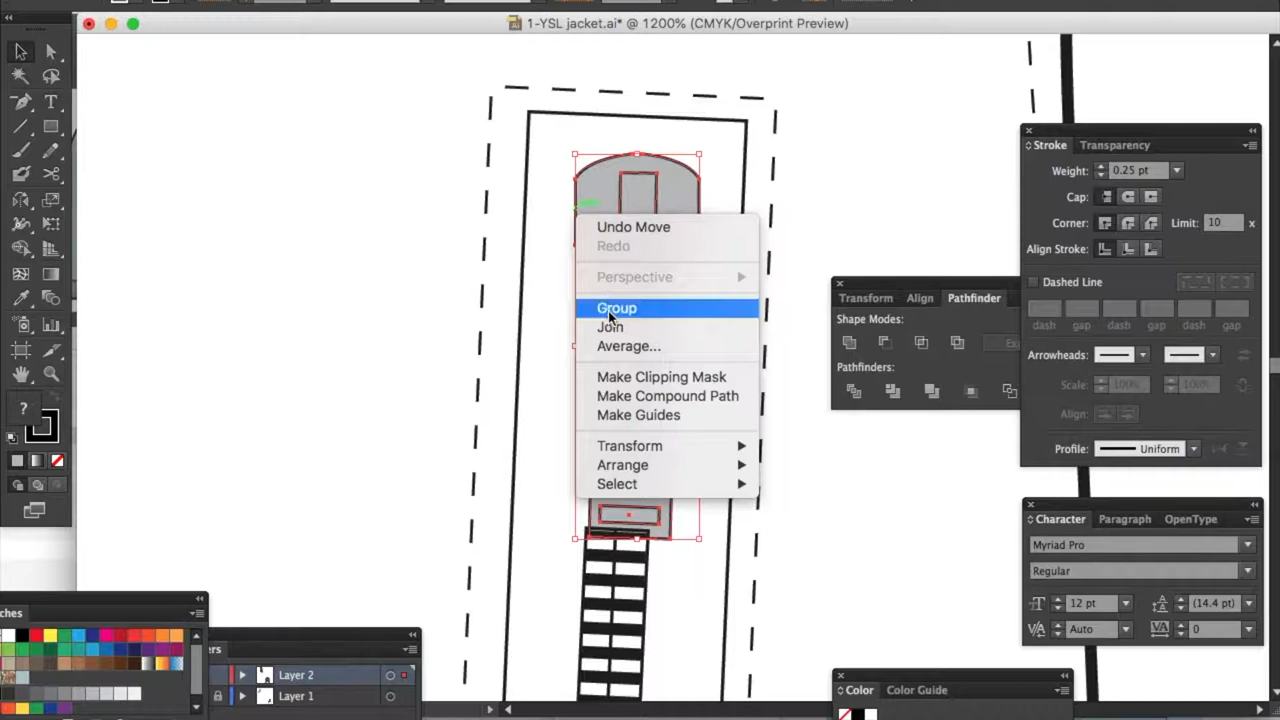 1-YSL jacket.ai* @ 1200% (CMYK/Overprint Preview)
Undo Move
Redo
Perspective
Group
Join
Average...
Make Clipping Mask
Make Compound Path
Make Guides
Transform
Arrange
Select
Transform Align Pathfinder
Shape Modes:
Pathfinders:
Stroke Transparency
Weight: 0.25 pt
Cap:
Corner: Limit: 10 x
Align Stroke:
Dashed Line
dash gap dash gap dash gap
Arrowheads:
Scale: 100% 100%
Align:
Profile: Uniform
Character Paragraph OpenType
Myriad Pro
Regular
12 pt (14.4 pt)
Auto 0
Layer 2
Layer 1
Color Color Guide